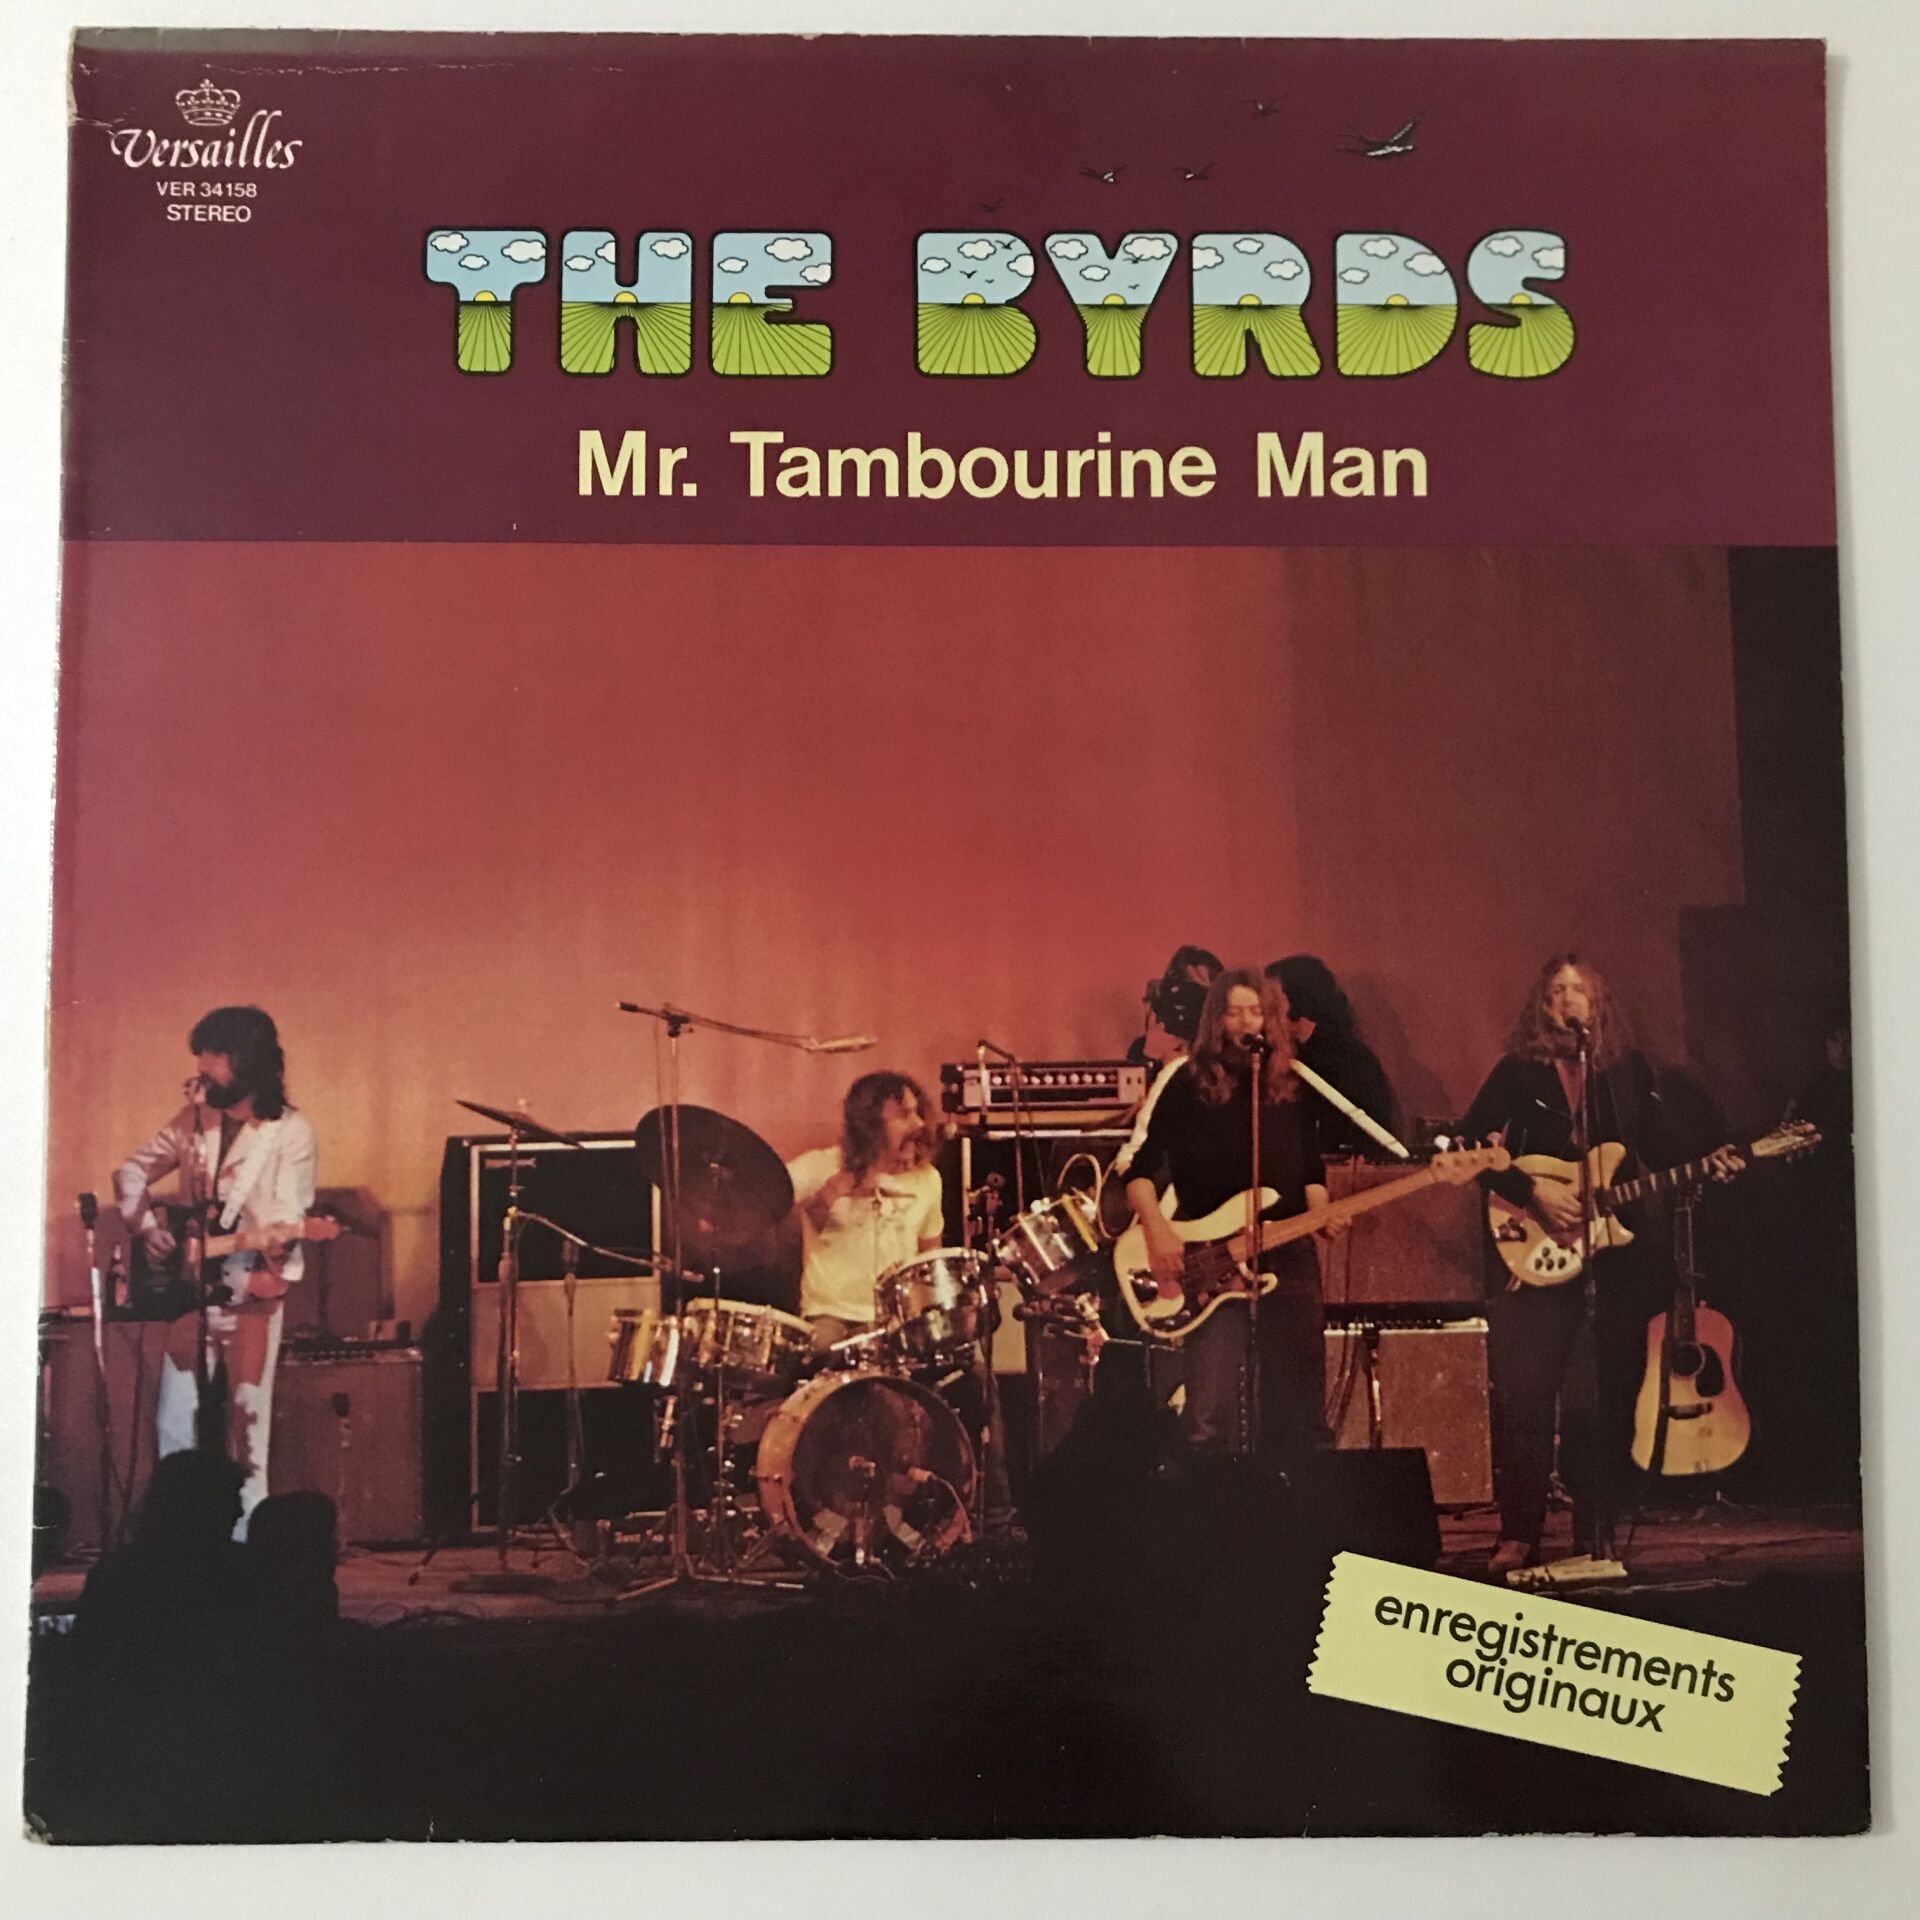 Versailles
VER 34158
STEREO
THE BYRDS
Mr. Tambourine Man
enregistrements
originaux